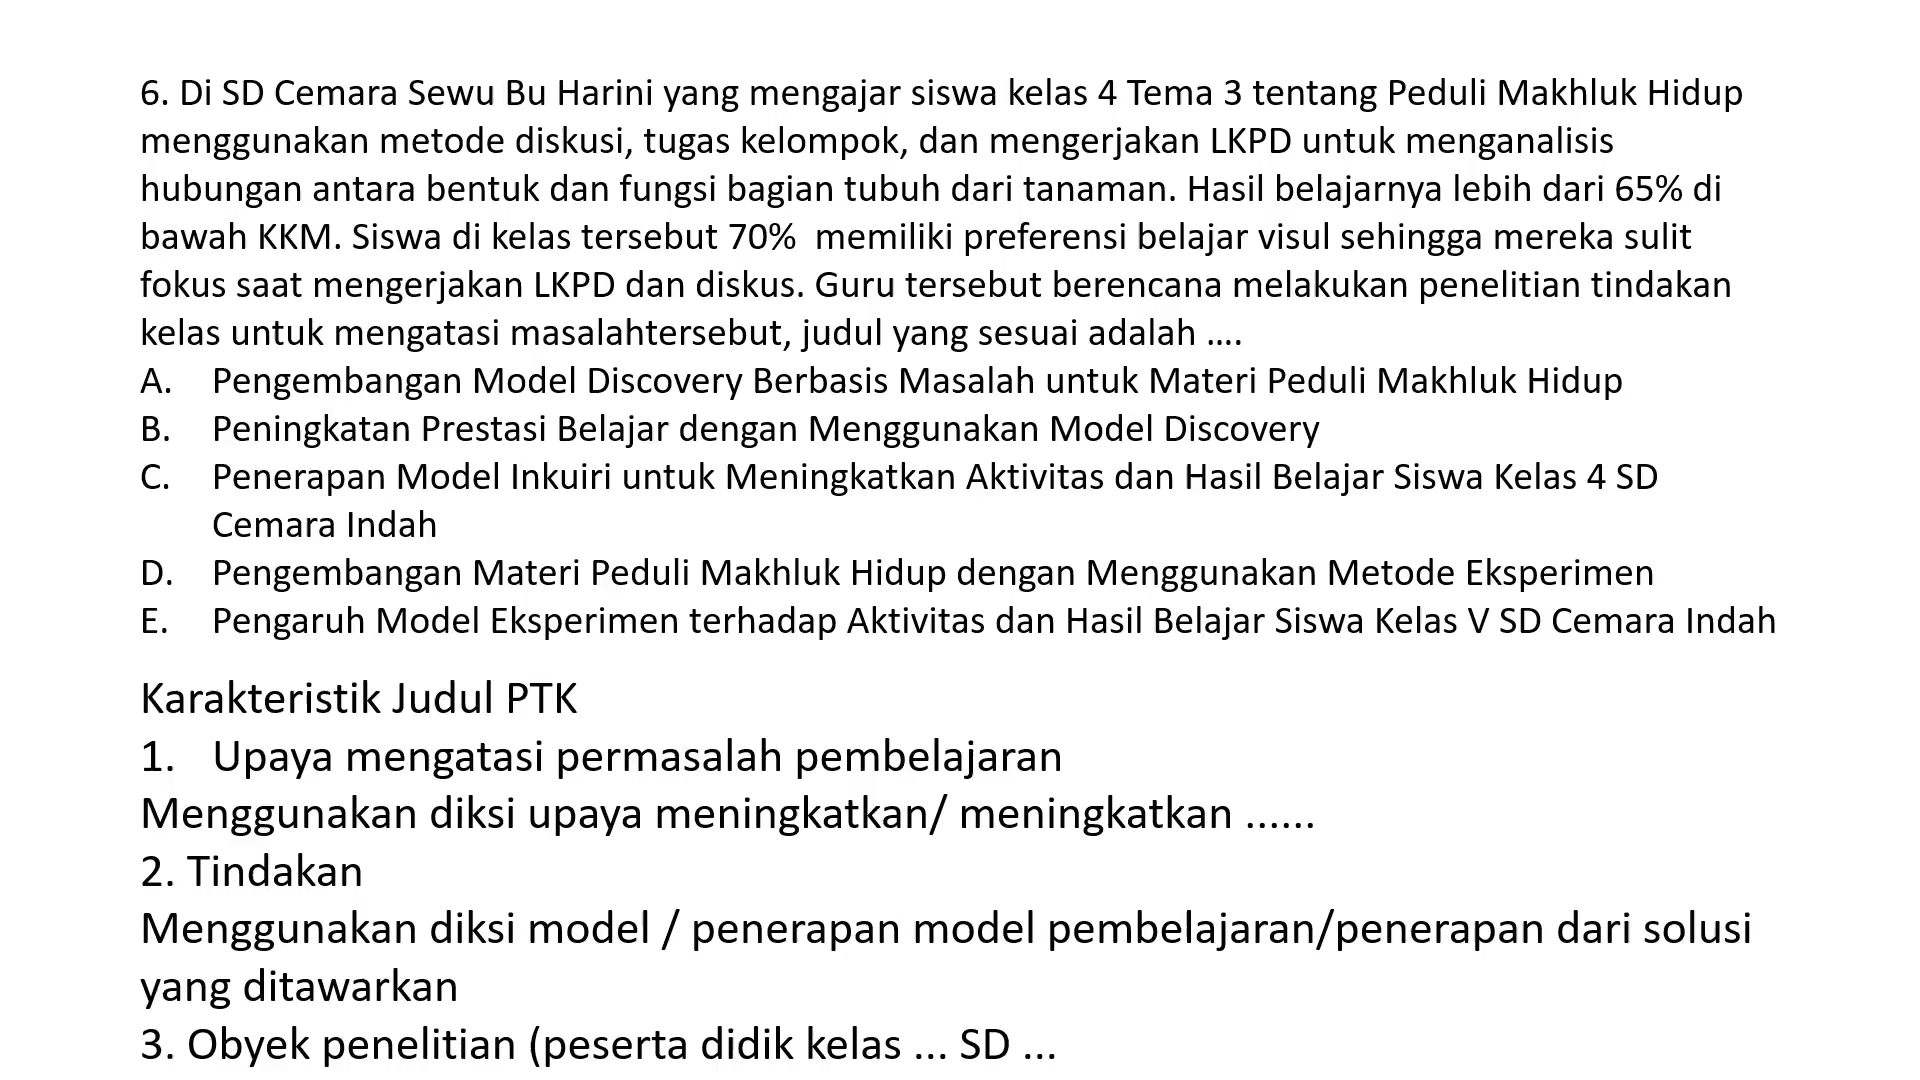 6. Di SD Cemara Sewu Bu Harini yang mengajar siswa kelas 4 Tema 3 tentang Peduli Makhluk Hidup
menggunakan metode diskusi, tugas kelompok, dan mengerjakan LKPD untuk menganalisis
hubungan antara bentuk dan fungsi bagian tubuh dari tanaman. Hasil belajarnya lebih dari 65% di
bawah KKM. Siswa di kelas tersebut 70%  memiliki preferensi belajar visul sehingga mereka sulit
fokus saat mengerjakan LKPD dan diskus. Guru tersebut berencana melakukan penelitian tindakan
kelas untuk mengatasi masalahtersebut, judul yang sesuai adalah ....
A. Pengembangan Model Discovery Berbasis Masalah untuk Materi Peduli Makhluk Hidup
B. Peningkatan Prestasi Belajar dengan Menggunakan Model Discovery
C. Penerapan Model Inkuiri untuk Meningkatkan Aktivitas dan Hasil Belajar Siswa Kelas 4 SD
Cemara Indah
D. Pengembangan Materi Peduli Makhluk Hidup dengan Menggunakan Metode Eksperimen
E. Pengaruh Model Eksperimen terhadap Aktivitas dan Hasil Belajar Siswa Kelas V SD Cemara Indah
Karakteristik Judul PTK
1. Upaya mengatasi permasalah pembelajaran
Menggunakan diksi upaya meningkatkan/ meningkatkan ......
2. Tindakan
Menggunakan diksi model / penerapan model pembelajaran/penerapan dari solusi
yang ditawarkan
3. Obyek penelitian (peserta didik kelas ... SD ...